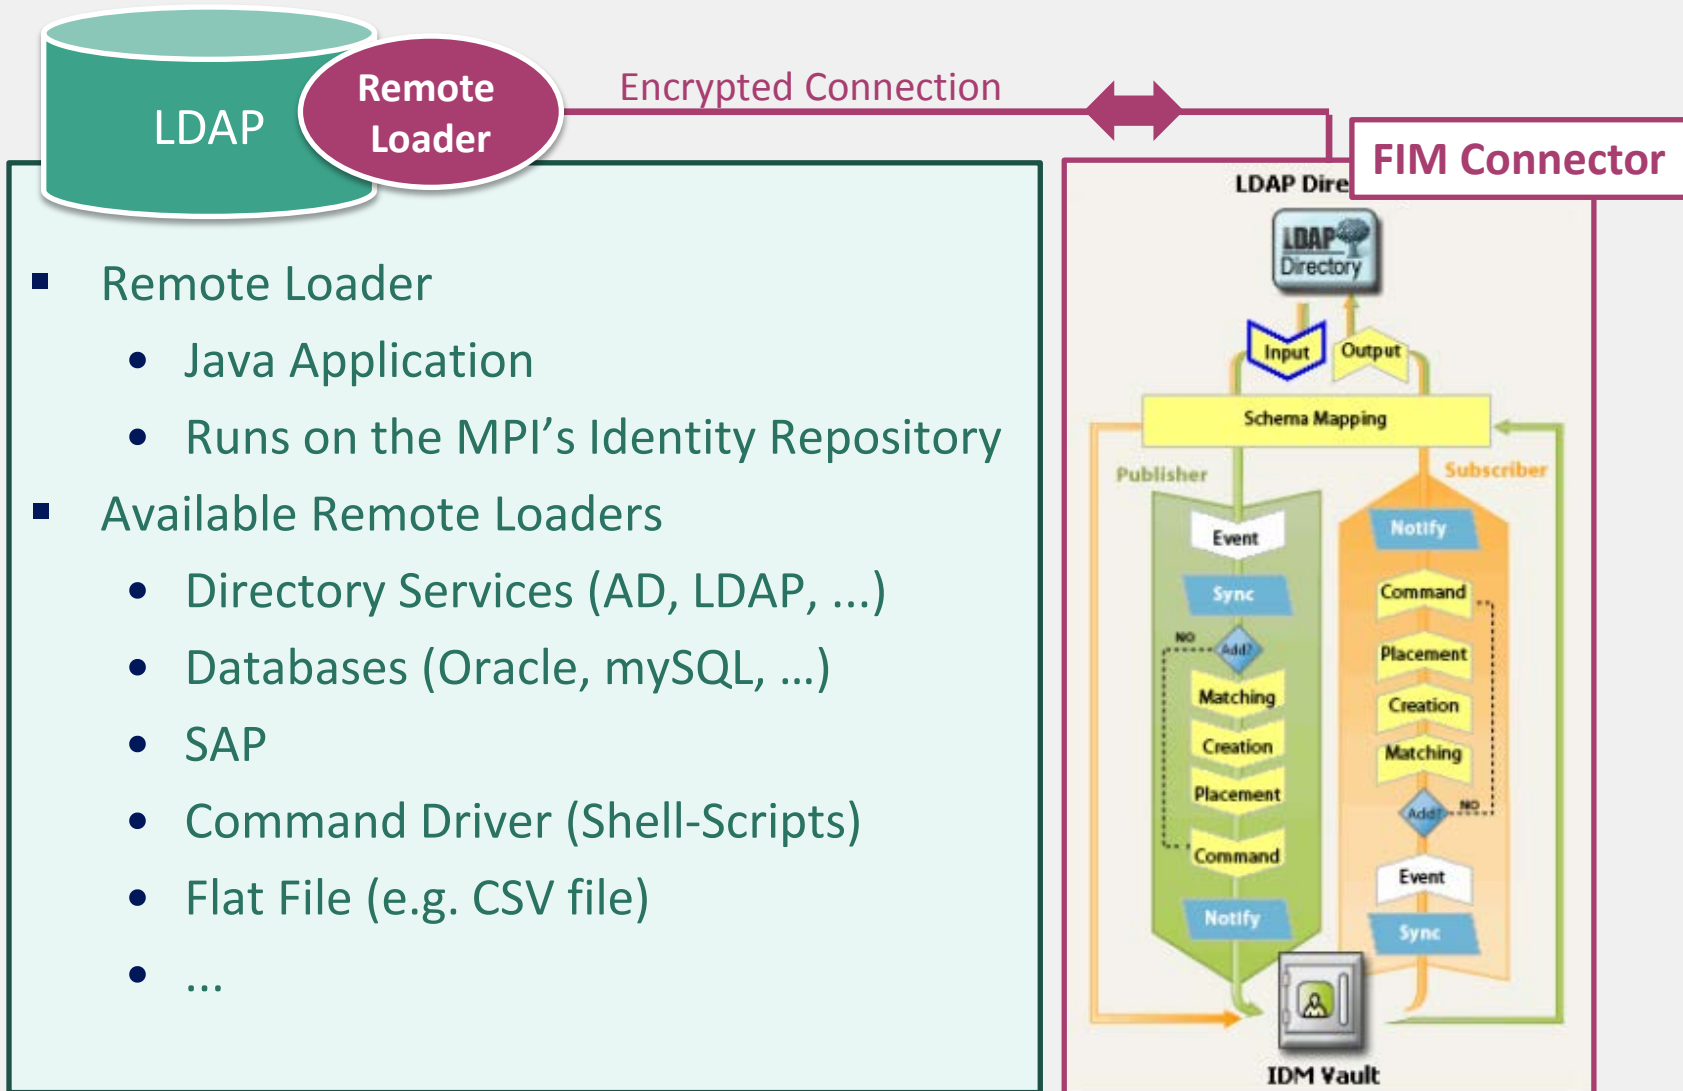 LDAP
Remote
Loader
Encrypted Connection
FIM Connector
▪ Remote Loader
• Java Application
• Runs on the MPI’s Identity Repository
▪ Available Remote Loaders
• Directory Services (AD, LDAP, ...)
• Databases (Oracle, mySQL, …)
• SAP
• Command Driver (Shell-Scripts)
• Flat File (e.g. CSV file)
• ...
LDAP Dire
LDAP
Directory
Input
Output
Schema Mapping
Publisher
Subscriber
Event
Sync
NO
Add?
Matching
Creation
Placement
Command
Notify
Notify
Command
Placement
Creation
Matching
Add?
NO
Event
Sync
IDM Vault